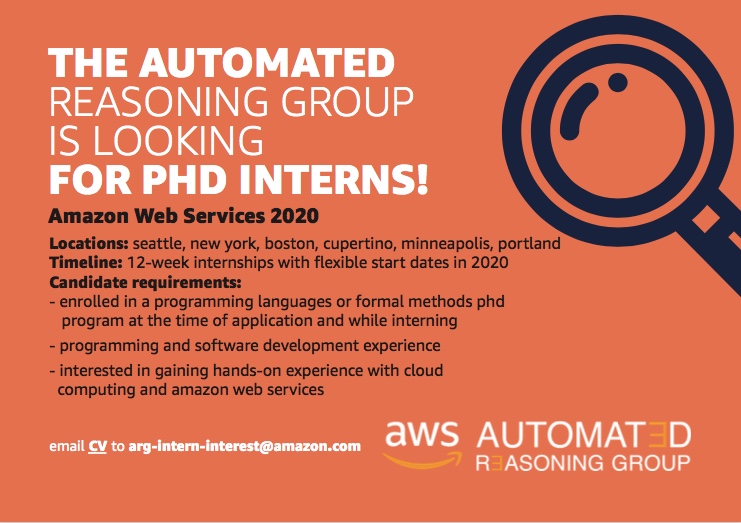 THE AUTOMATED
REASONING GROUP
IS LOOKING
FOR PHD INTERNS!
Amazon Web Services 2020
Locations: seattle, new york, boston, cupertino, minneapolis, portland
Timeline: 12-week internships with flexible start dates in 2020
Candidate requirements:
- enrolled in a programming languages or formal methods phd
program at the time of application and while interning
- programming and software development experience
- interested in gaining hands-on experience with cloud
computing and amazon web services
email CV to arg-intern-interest@amazon.com
aws AUTOMATƎD
RƎASONING GROUP